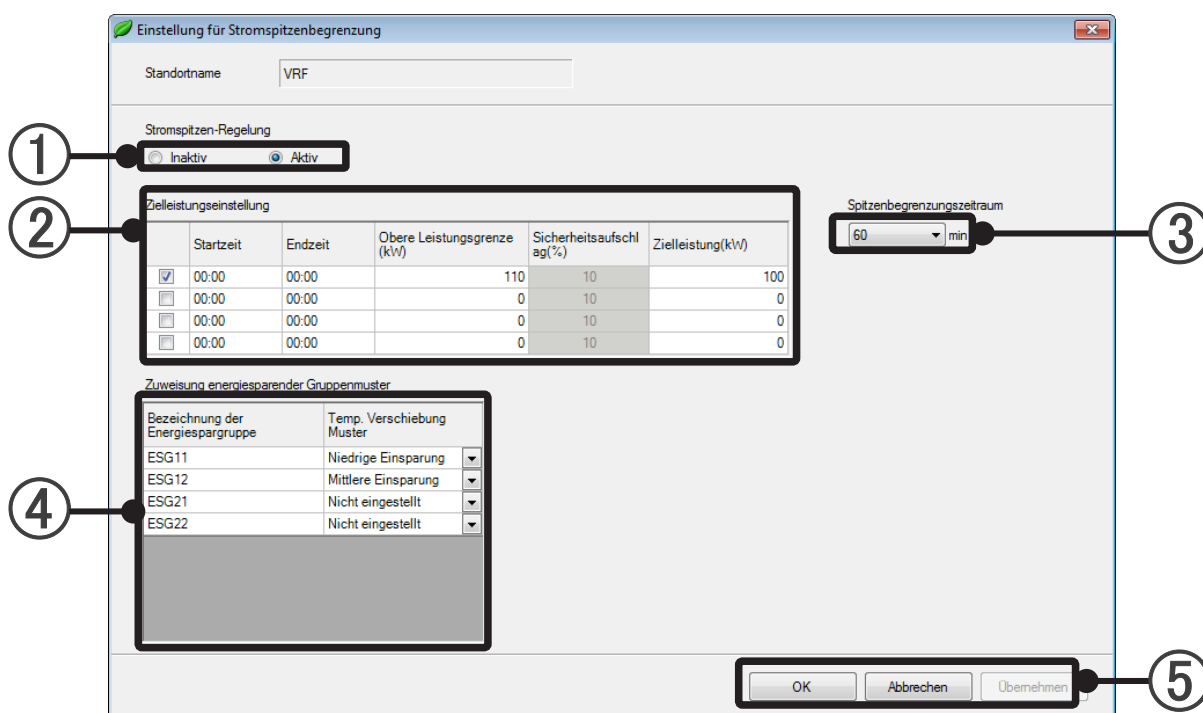 Einstellung für Stromspitzenbegrenzung
Standortname VRF
Stromspitzen-Regelung
1 Inaktiv Aktiv
2 Zielleistungseinstellung
Spitzenbegrenzungszeitraum
60 min 3
Startzeit Endzeit Obere Leistungsgrenze (kW) Sicherheitsaufschl ag(%) Zielleistung(kW)
00:00 00:00 110 10 100
00:00 00:00 0 10 0
00:00 00:00 0 10 0
00:00 00:00 0 10 0
Zuweisung energiesparender Gruppenmuster
Bezeichnung der Energiespargruppe Temp. Verschiebung Muster
ESG11 Niedrige Einsparung
ESG12 Mittlere Einsparung
4 ESG21 Nicht eingestellt
ESG22 Nicht eingestellt
OK Abbrechen Übernehmen 5